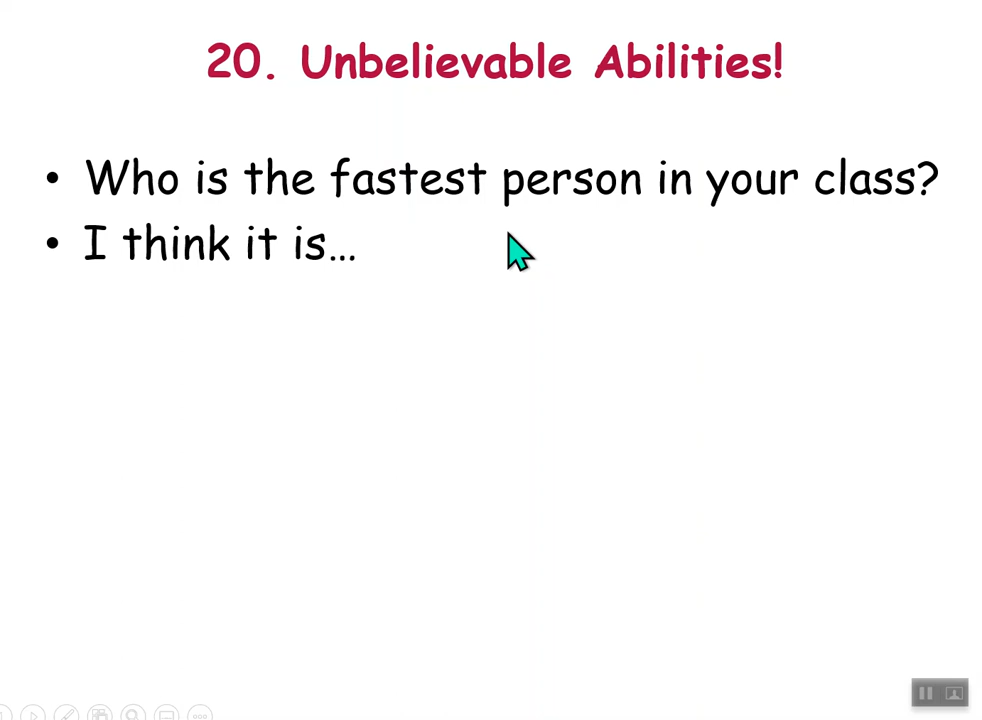 20. Unbelievable Abilities!
• Who is the fastest person in your class?
• I think it is…